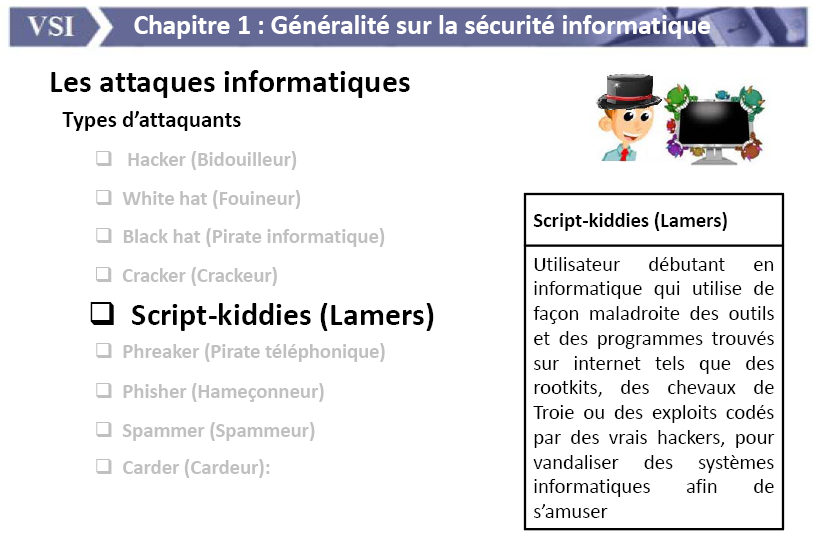 VSI
Chapitre 1 : Généralité sur la sécurité informatique
Les attaques informatiques
Types d’attaquants
❑ Hacker (Bidouilleur)
❑ White hat (Fouineur)
❑ Black hat (Pirate informatique)
❑ Cracker (Crackeur)
❑ Script-kiddies (Lamers)
❑ Phreaker (Pirate téléphonique)
❑ Phisher (Hameçonneur)
❑ Spammer (Spammeur)
❑ Carder (Cardeur):
Script-kiddies (Lamers)
Utilisateur débutant en
informatique qui utilise de
façon maladroite des outils
et des programmes trouvés
sur internet tels que des
rootkits, des chevaux de
Troie ou des exploits codés
par des vrais hackers, pour
vandaliser des systèmes
informatiques afin de
s’amuser